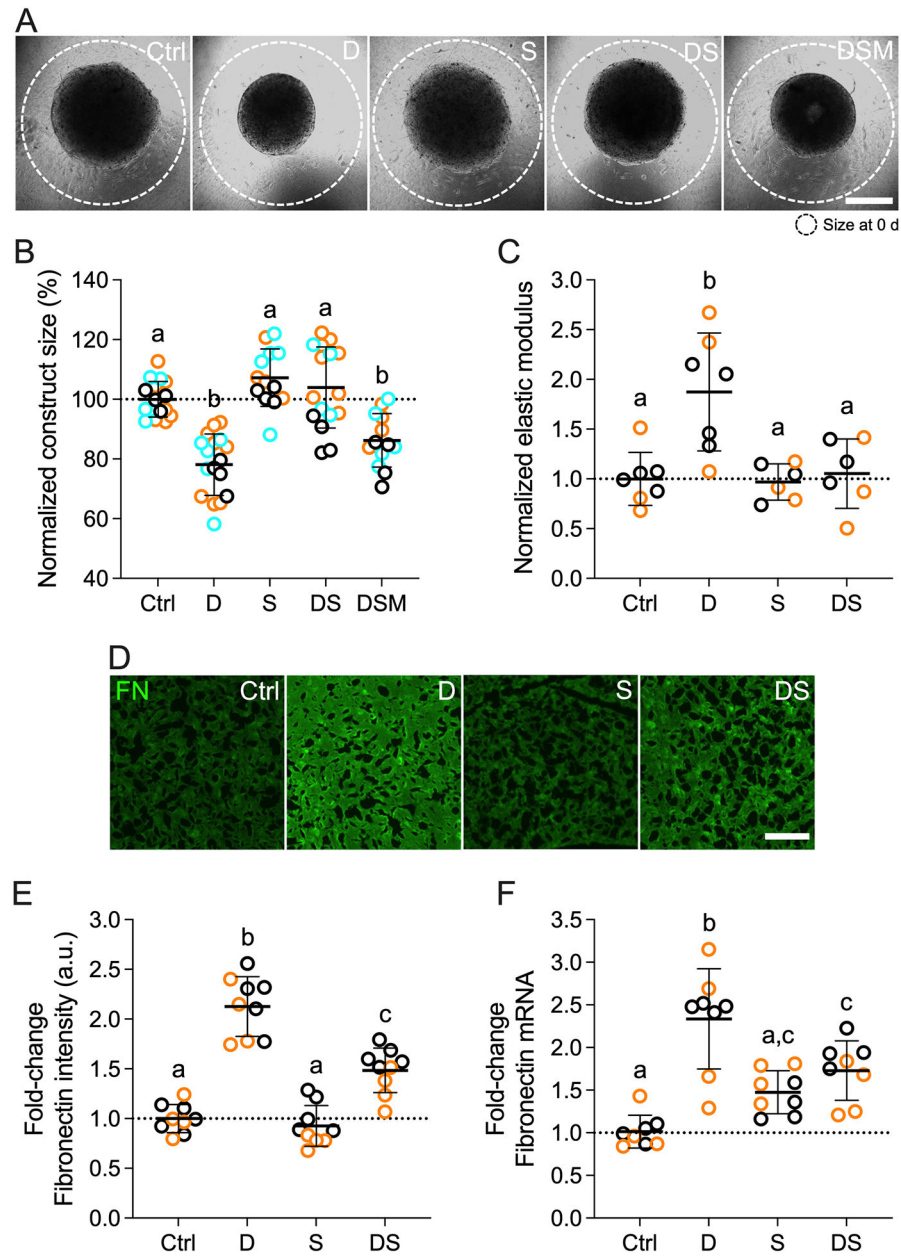 A
Ctrl D S DS DSM
Size at 0 d
B
Normalized construct size (%)
140
120
100
80
60
40
a b a a b
Ctrl D S DS DSM
C
Normalized elastic modulus
3.0
2.5
2.0
1.5
1.0
0.5
0.0
a b a a
Ctrl D S DS
D
FN Ctrl D S DS
E
Fold-change
Fibronectin intensity (a.u.)
3.0
2.5
2.0
1.5
1.0
0.5
0.0
a b a c
Ctrl D S DS
F
Fold-change
Fibronectin mRNA
3.5
3.0
2.5
2.0
1.5
1.0
0.5
0.0
a b a,c c
Ctrl D S DS